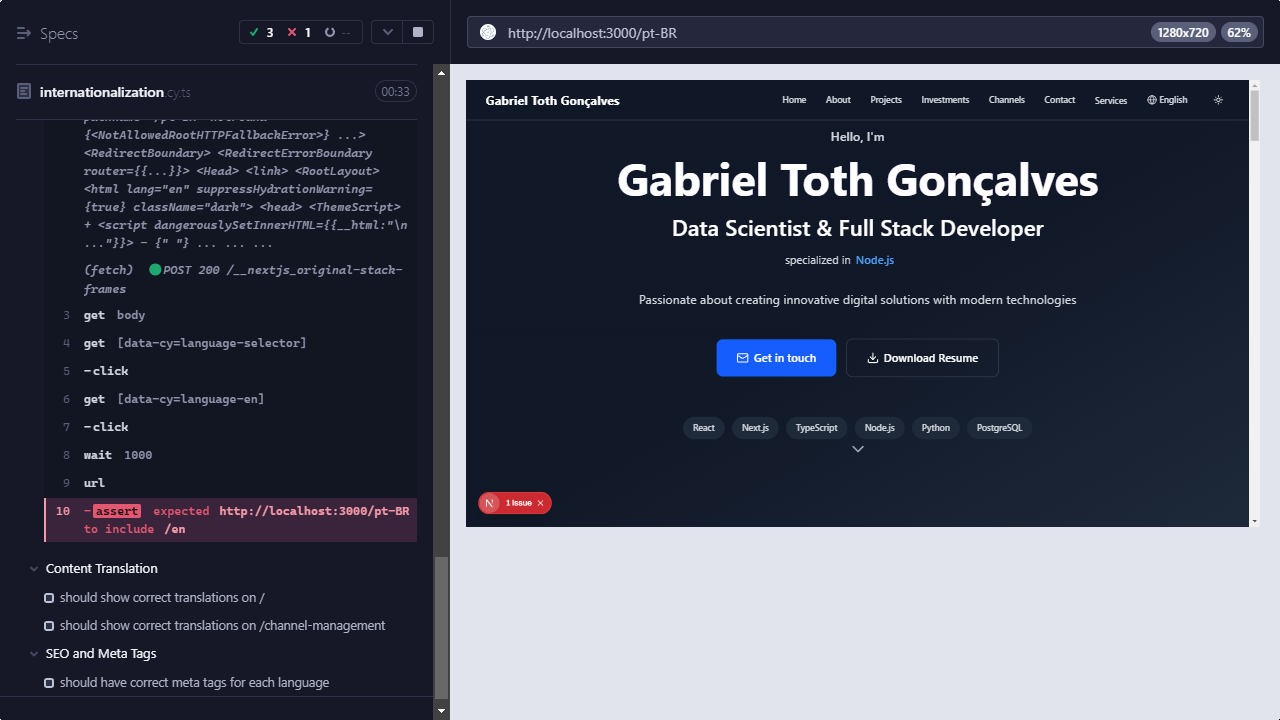 Specs
3
1
--
internationalization.cy.ts
00:33
{<NotAllowedRootHTTPFallbackError>} ...>
<RedirectBoundary> <RedirectErrorBoundary
router={{...}}> <Head> <link> <RootLayout>
<html lang="en" suppressHydrationWarning=
{true} className="dark"> <head> <ThemeScript>
+ <script dangerouslySetInnerHTML={{__html:"\n
..."}}> - {" "} ... ... ...
(fetch) POST 200 /__nextjs_original-stack-
frames
3 get body
4 get [data-cy=language-selector]
5 -click
6 get [data-cy=language-en]
7 -click
8 wait 1000
9 url
10 -assert expected http://localhost:3000/pt-BR
to include /en
Content Translation
should show correct translations on /
should show correct translations on /channel-management
SEO and Meta Tags
should have correct meta tags for each language
http://localhost:3000/pt-BR
1280x720
62%
Gabriel Toth Gonçalves
Home
About
Projects
Investments
Channels
Contact
Services
English
Hello, I'm
Gabriel Toth Gonçalves
Data Scientist & Full Stack Developer
specialized in Node.js
Passionate about creating innovative digital solutions with modern technologies
Get in touch
Download Resume
React
Next.js
TypeScript
Node.js
Python
PostgreSQL
N 1 Issue